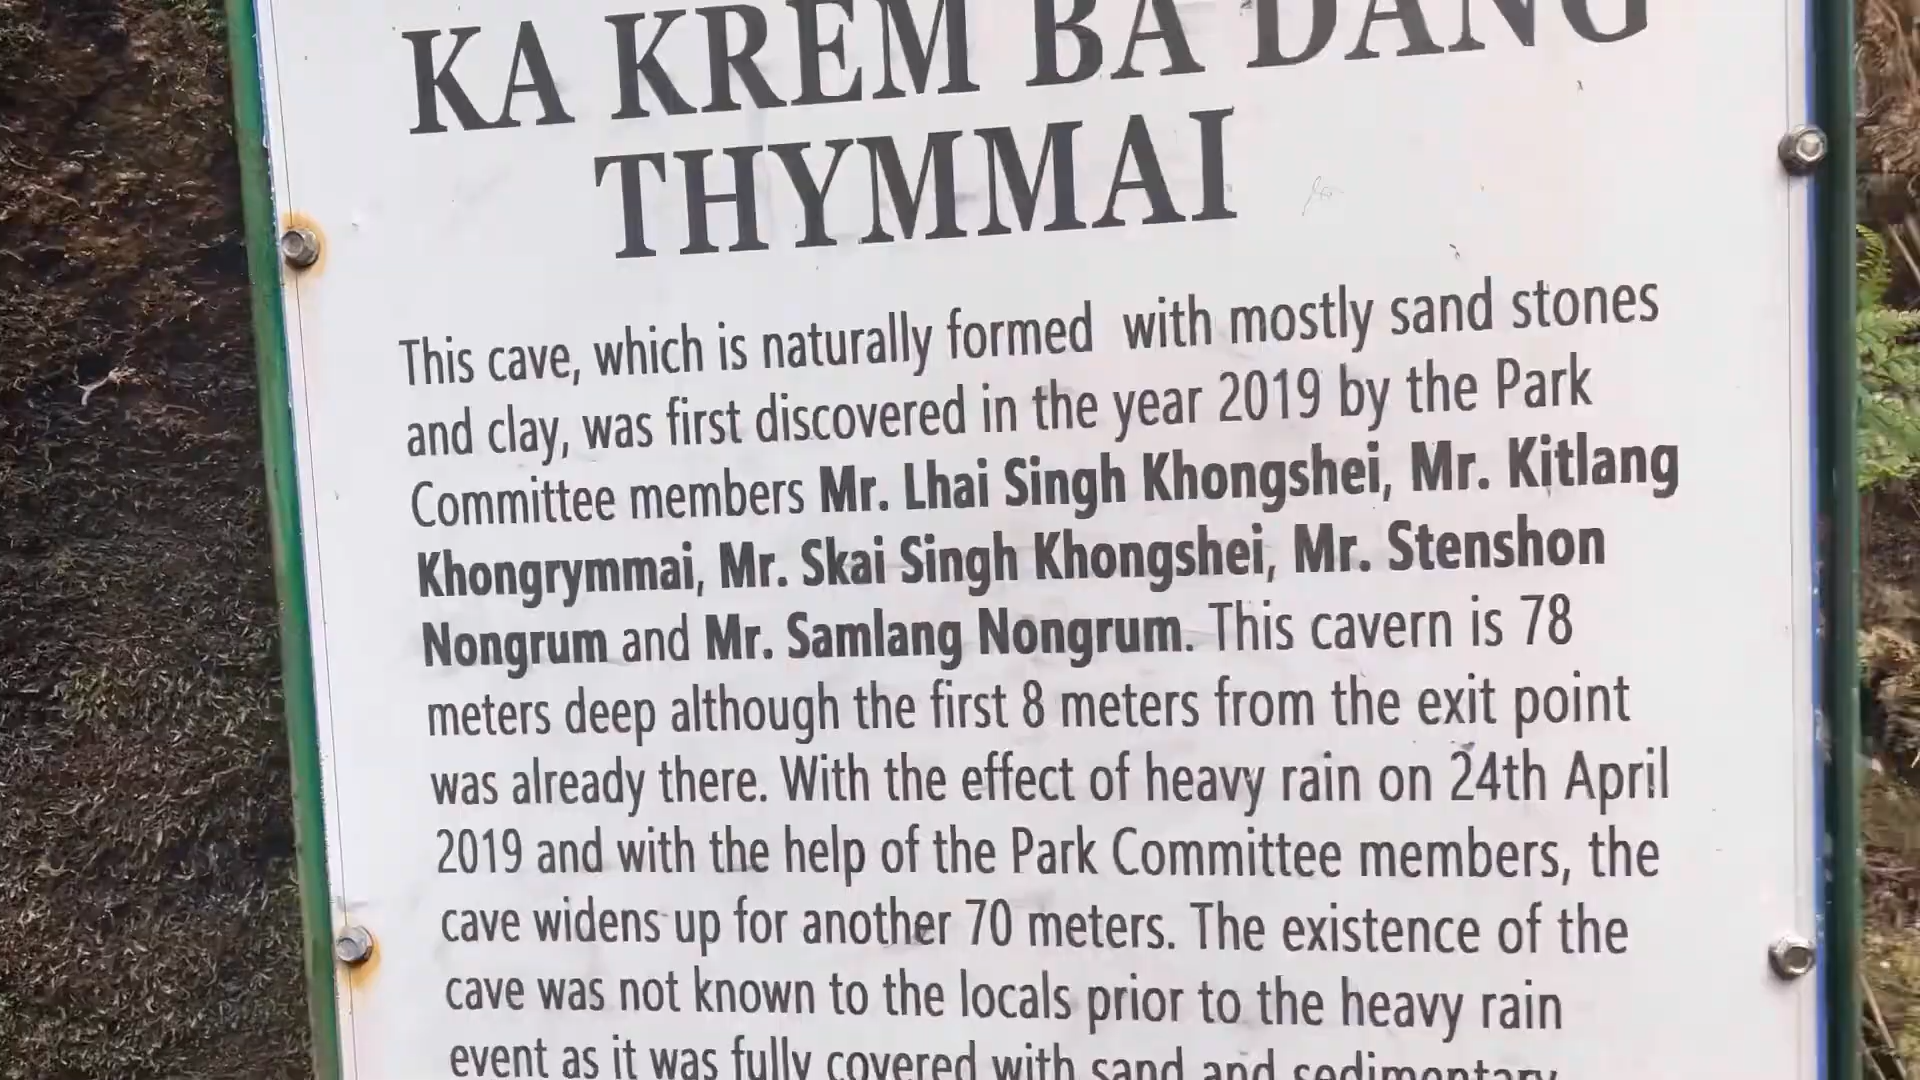 KA KREM BA DANG
THYMMAI
This cave, which is naturally formed with mostly sand stones
and clay, was first discovered in the year 2019 by the Park
Committee members Mr. Lhai Singh Khongshei, Mr. Kitlang
Khongrymmai, Mr. Skai Singh Khongshei, Mr. Stenshon
Nongrum and Mr. Samlang Nongrum. This cavern is 78
meters deep although the first 8 meters from the exit point
was already there. With the effect of heavy rain on 24th April
2019 and with the help of the Park Committee members, the
cave widens up for another 70 meters. The existence of the
cave was not known to the locals prior to the heavy rain
event as it was fully covered with sand and sedimentary